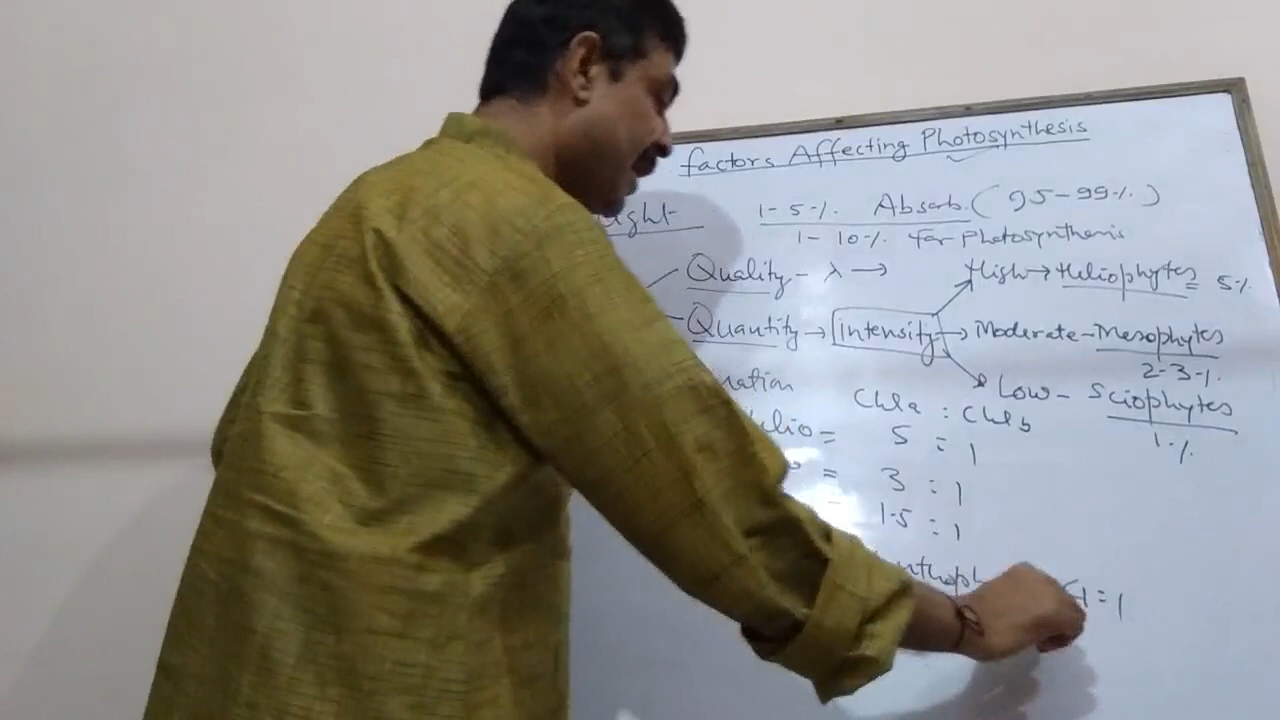 Factors Affecting Photosynthesis
1-5% Absorb. (95-99%)
1-10% for Photosynthesis
Quality - λ →
High → Heliophytes = 5%
Quantity → intensity → Moderate - Mesophytes
2-3%
Low - Sciophytes
1%
Chla : Chlb
= 5 : 1
= 3 : 1
1.5 : 1
1 : 1